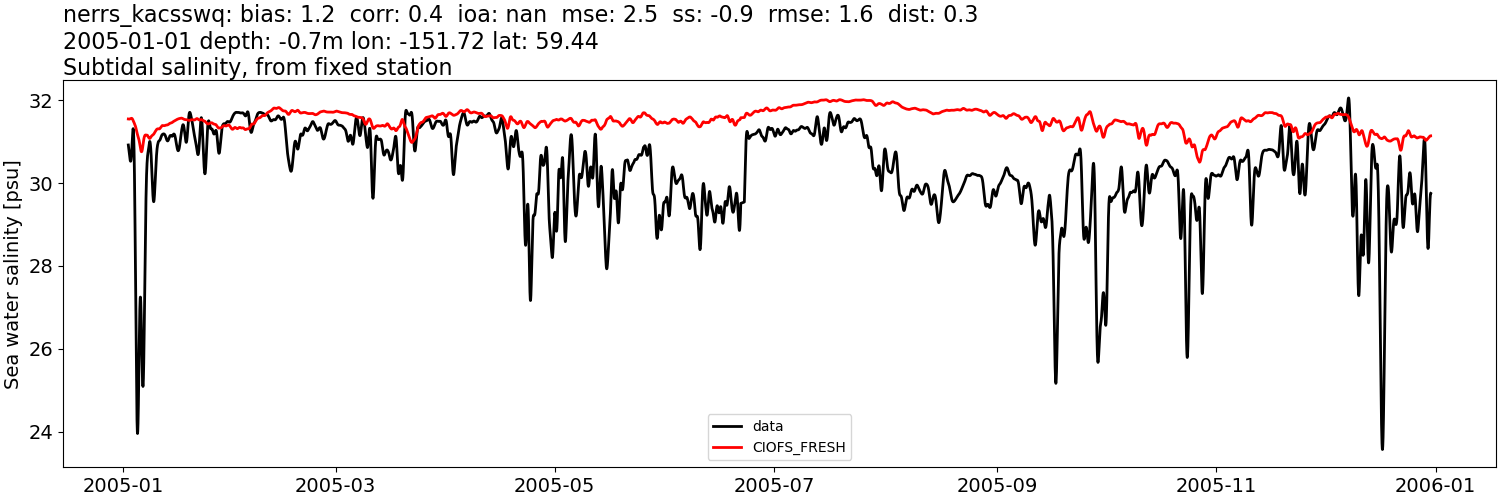 nerrs_kacsswq: bias: 1.2  corr: 0.4  ioa: nan  mse: 2.5  ss: -0.9  rmse: 1.6  dist: 0.3
2005-01-01 depth: -0.7m lon: -151.72 lat: 59.44
Subtidal salinity, from fixed station
Sea water salinity [psu]
32
30
28
26
24
data
CIOFS_FRESH
2005-01
2005-03
2005-05
2005-07
2005-09
2005-11
2006-01